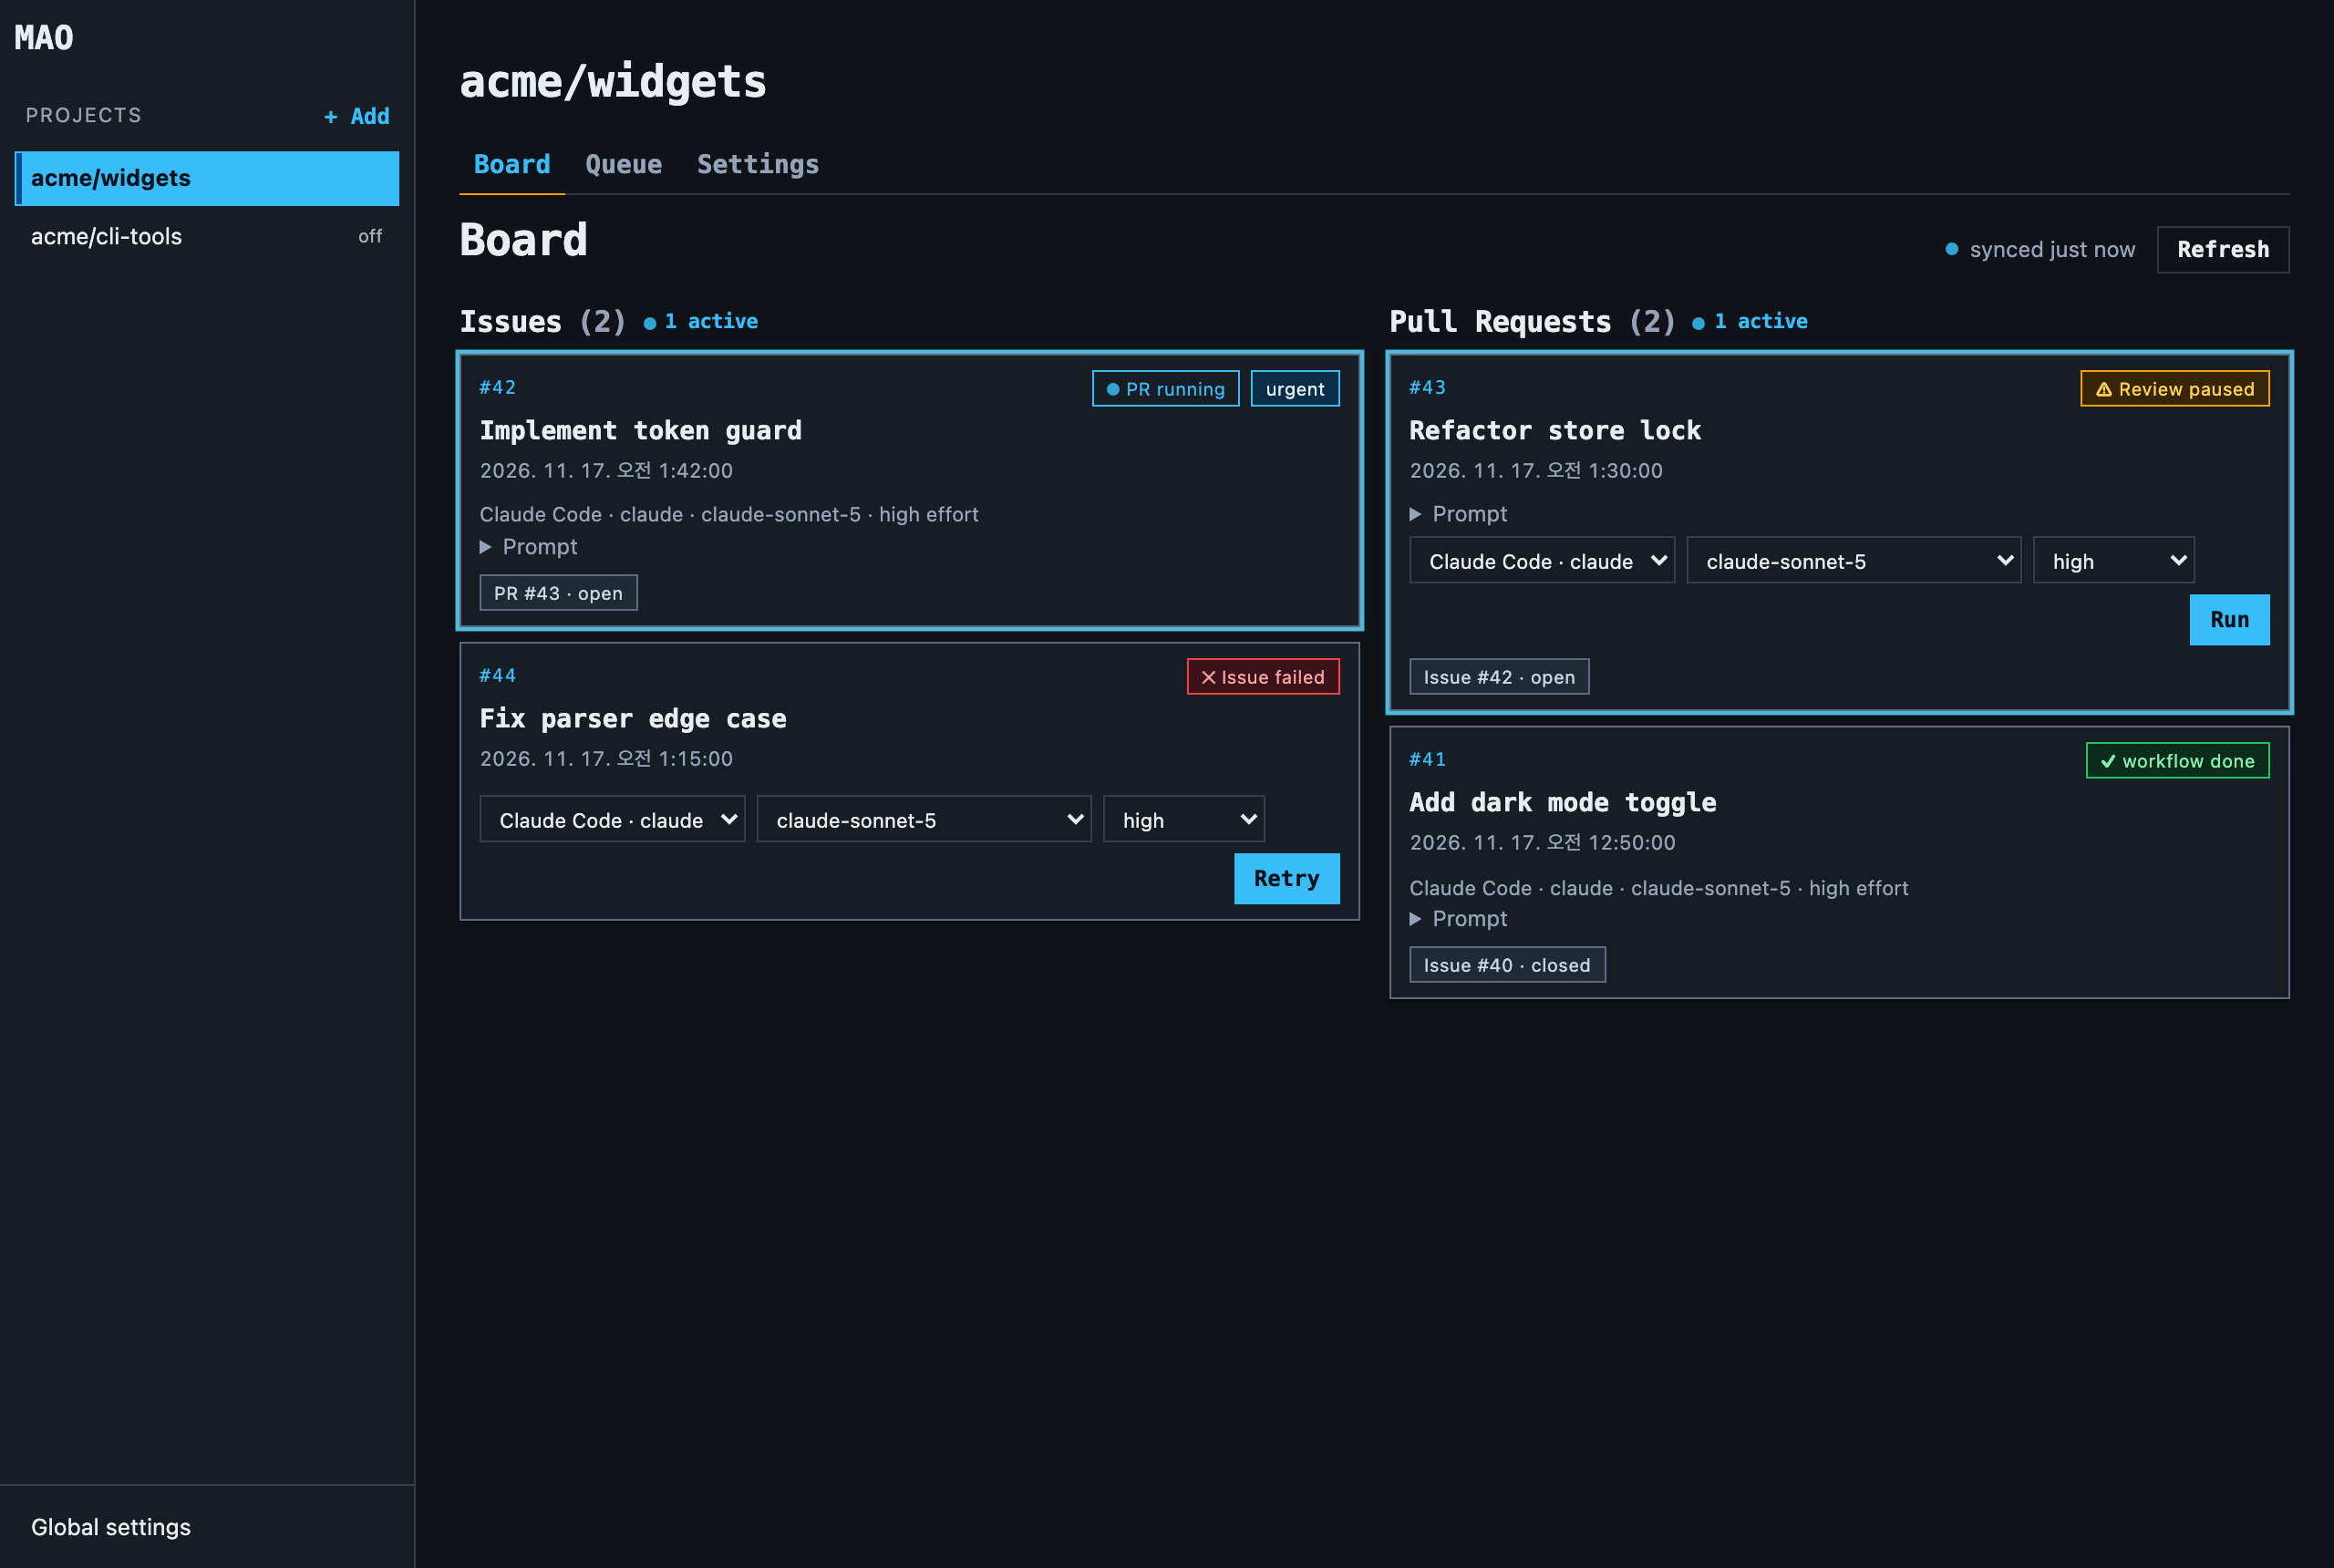 MAO
PROJECTS
+ Add
acme/widgets
acme/cli-tools
off
Global settings
acme/widgets
Board
Queue
Settings
Board
synced just now
Refresh
Issues (2)
1 active
#42
PR running
urgent
Implement token guard
2026. 11. 17. 오전 1:42:00
Claude Code · claude · claude-sonnet-5 · high effort
Prompt
PR #43 · open
#44
Issue failed
Fix parser edge case
2026. 11. 17. 오전 1:15:00
Claude Code · claude
claude-sonnet-5
high
Retry
Pull Requests (2)
1 active
#43
Review paused
Refactor store lock
2026. 11. 17. 오전 1:30:00
Prompt
Claude Code · claude
claude-sonnet-5
high
Run
Issue #42 · open
#41
workflow done
Add dark mode toggle
2026. 11. 17. 오전 12:50:00
Claude Code · claude · claude-sonnet-5 · high effort
Prompt
Issue #40 · closed